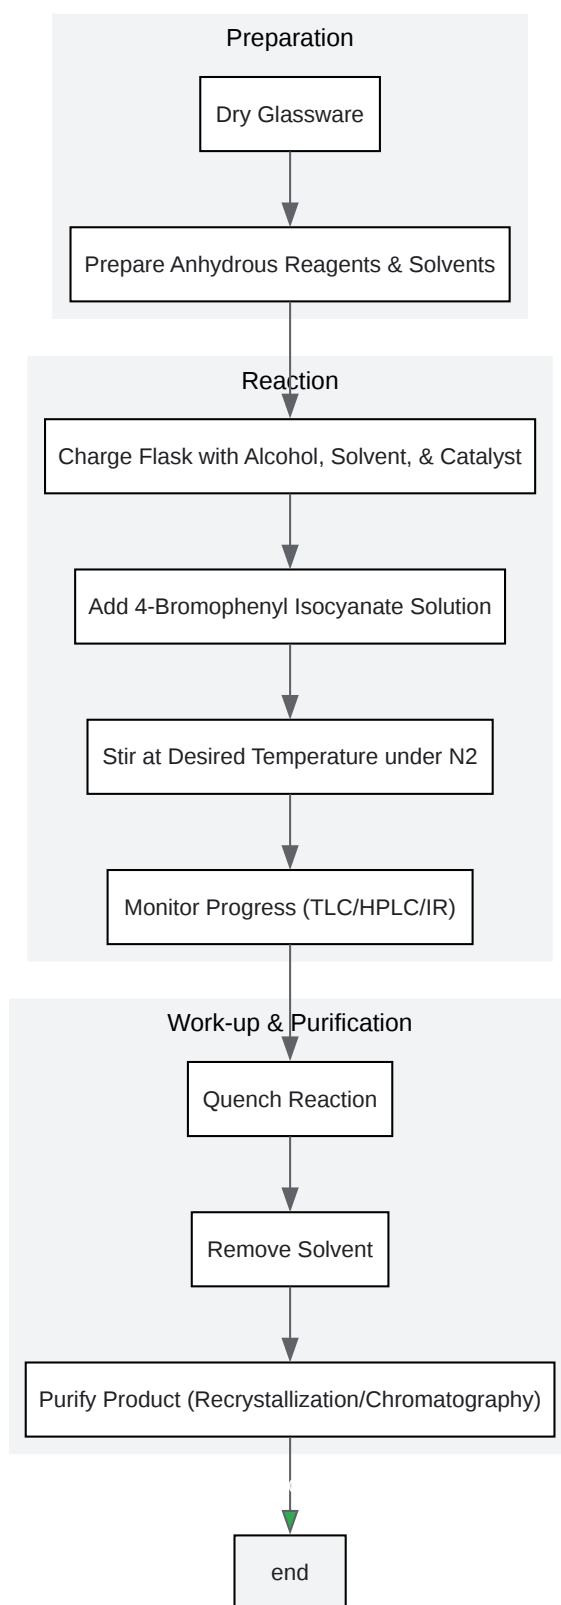 Preparation
Dry Glassware
Prepare Anhydrous Reagents & Solvents
Reaction
Charge Flask with Alcohol, Solvent, & Catalyst
Add 4-Bromophenyl Isocyanate Solution
Stir at Desired Temperature under N2
Monitor Progress (TLC/HPLC/IR)
Work-up & Purification
Quench Reaction
Remove Solvent
Purify Product (Recrystallization/Chromatography)
end